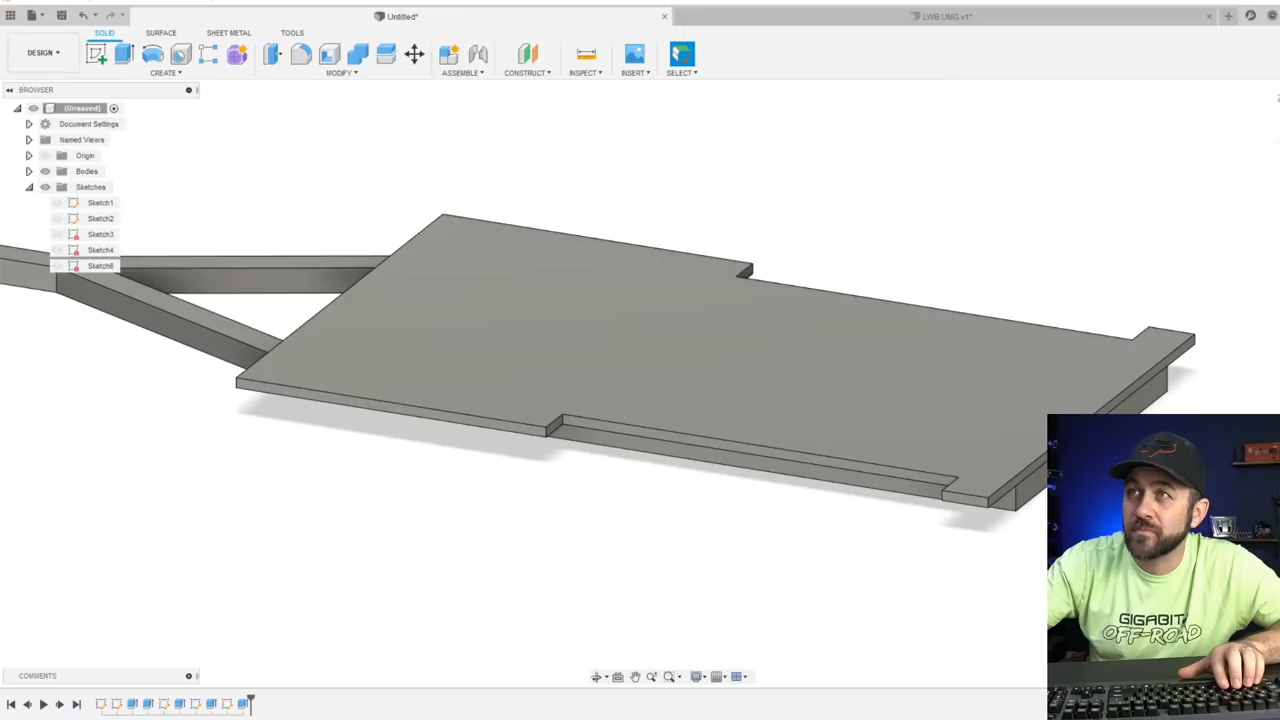 Untitled*
LWB UMG v1*
DESIGN
SOLID
SURFACE
SHEET METAL
TOOLS
CREATE
MODIFY
ASSEMBLE
CONSTRUCT
INSPECT
INSERT
SELECT
BROWSER
(Unsaved)
Document Settings
Named Views
Origin
Bodies
Sketches
Sketch1
Sketch2
Sketch3
Sketch4
Sketch6
GIGABIT
OFF-ROAD
COMMENTS